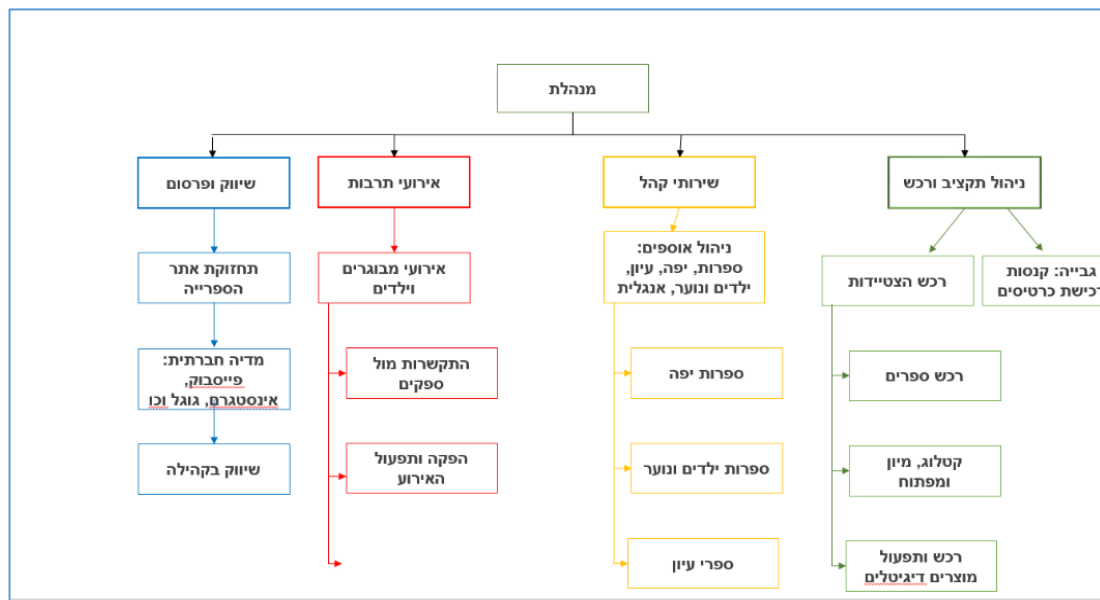 מנהלת
ניהול תקציב ורכש
שירותי קהל
אירועי תרבות
שיווק ופרסום
גבייה: קנסות
רכישת כרטיסים
רכש הצטיידות
רכש ספרים
קטלוג, מיון
ומפתוח
רכש ותפעול
מוצרים דיגיטלים
ניהול אוספים:
ספרות, יפה, עיון,
ילדים ונוער, אנגלית
ספרות יפה
ספרות ילדים ונוער
ספרי עיון
אירועי מבוגרים
וילדים
התקשרות מול
ספקים
הפקה ותפעול
האירוע
תחזוקת אתר
הספרייה
מדיה חברתית:
פייסבוק,
אינסטגרם, גוגל וכו
שיווק בקהילה